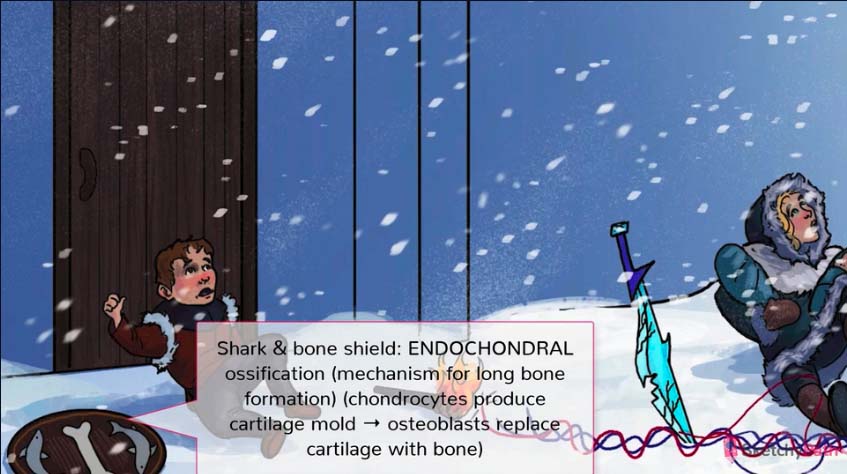 Shark & bone shield: ENDOCHONDRAL
ossification (mechanism for long bone
formation) (chondrocytes produce
cartilage mold → osteoblasts replace
cartilage with bone)